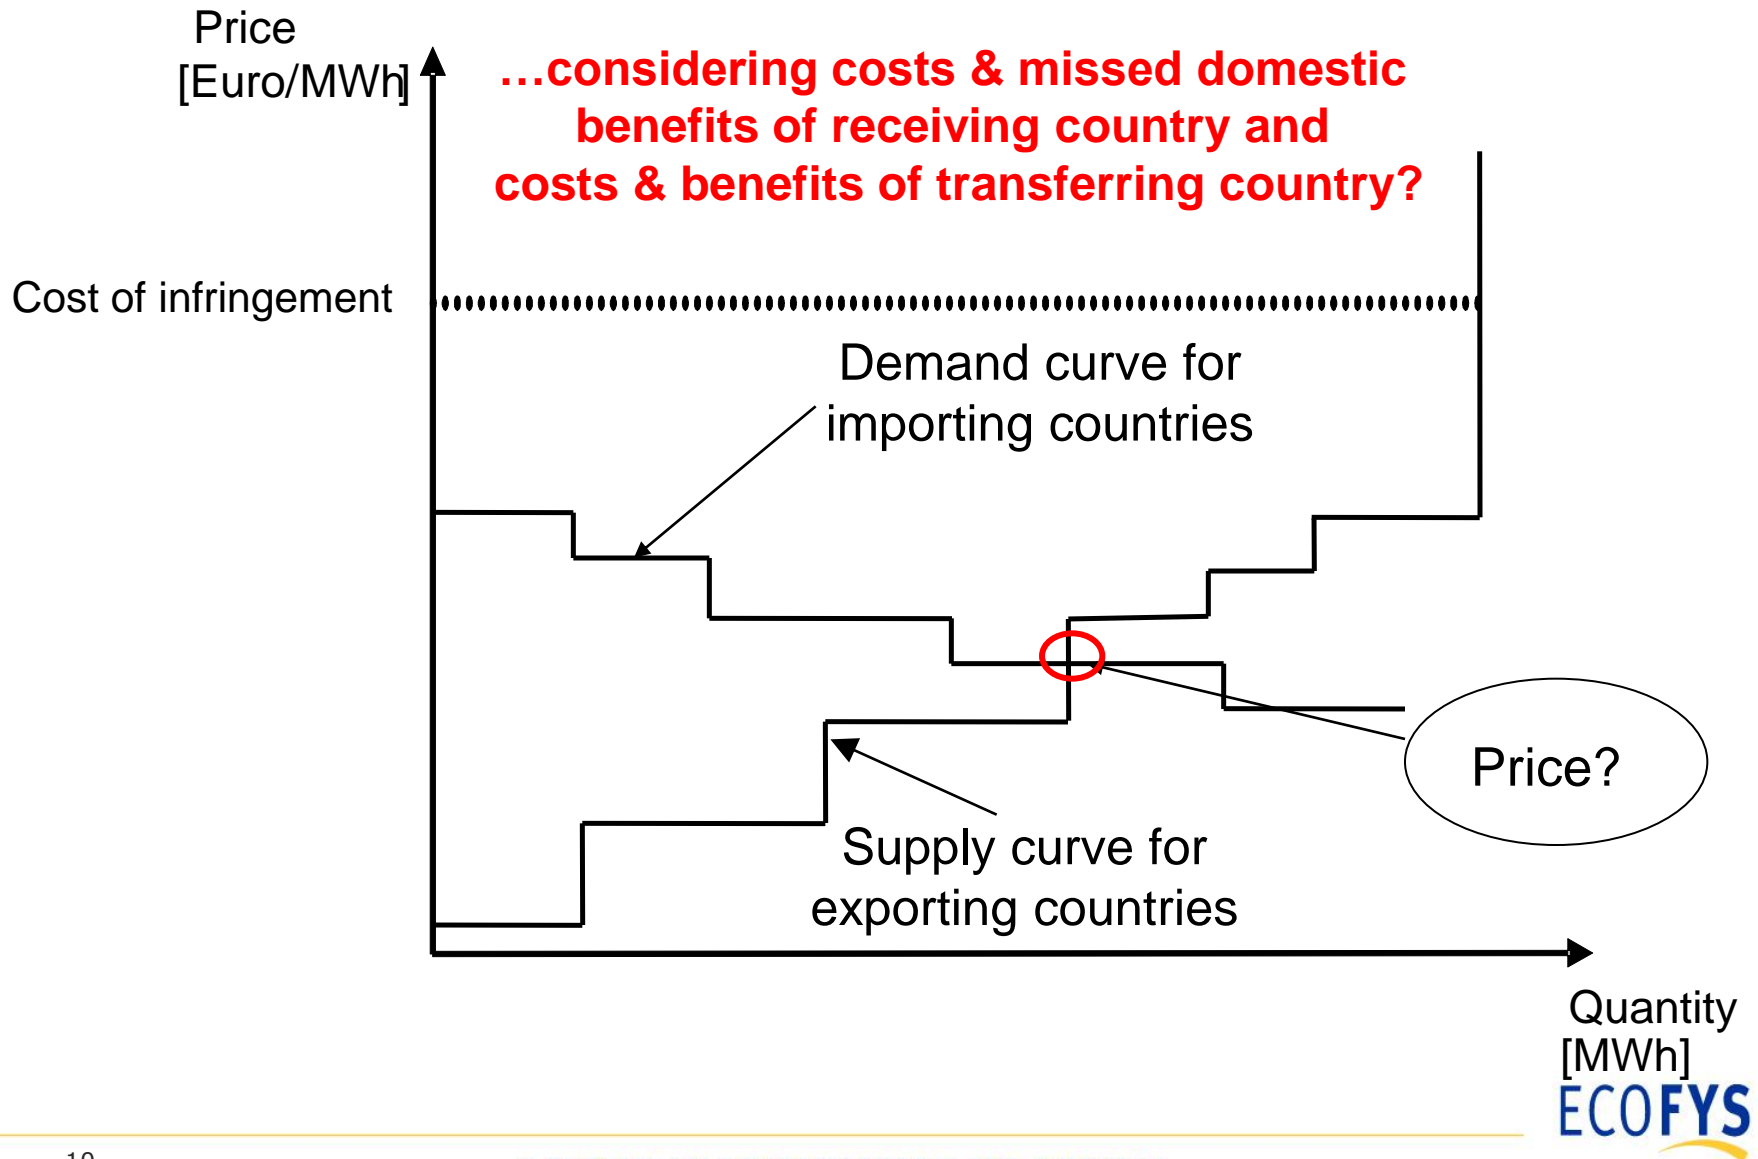 Price
[Euro/MWh]
…considering costs & missed domestic
benefits of receiving country and
costs & benefits of transferring country?
Cost of infringement
Demand curve for
importing countries
Price?
Supply curve for
exporting countries
Quantity
[MWh]
ECOFYS
10